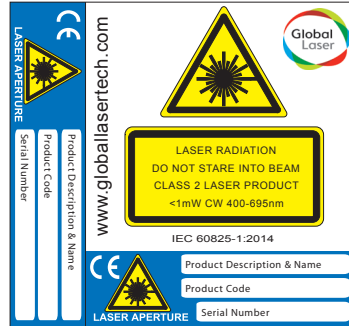 LASER APERTURE
CE
Serial Number
Product Code
Product Description & Name
www.globallasertech.com
Global
Laser
LASER RADIATION
DO NOT STARE INTO BEAM
CLASS 2 LASER PRODUCT
<1mW CW 400-695nm
IEC 60825-1:2014
CE
LASER APERTURE
Product Description & Name
Product Code
Serial Number